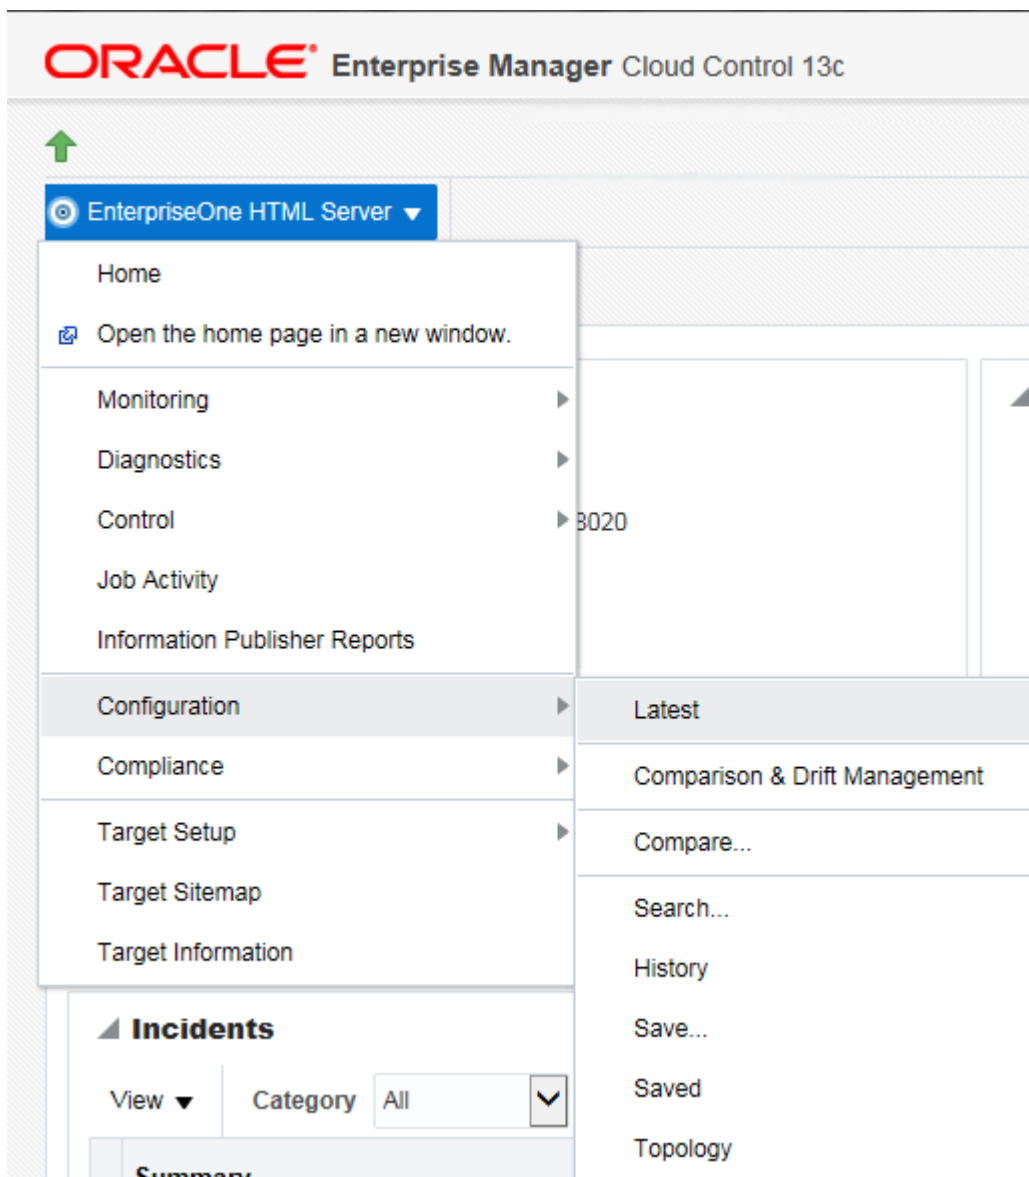 ORACLE Enterprise Manager Cloud Control 13c
EnterpriseOne HTML Server
Home
Open the home page in a new window.
Monitoring
Diagnostics
Control
8020
Job Activity
Information Publisher Reports
Configuration
Compliance
Target Setup
Target Sitemap
Target Information
Latest
Comparison & Drift Management
Compare...
Search...
History
Save...
Saved
Topology
Incidents
View Category All
Summary